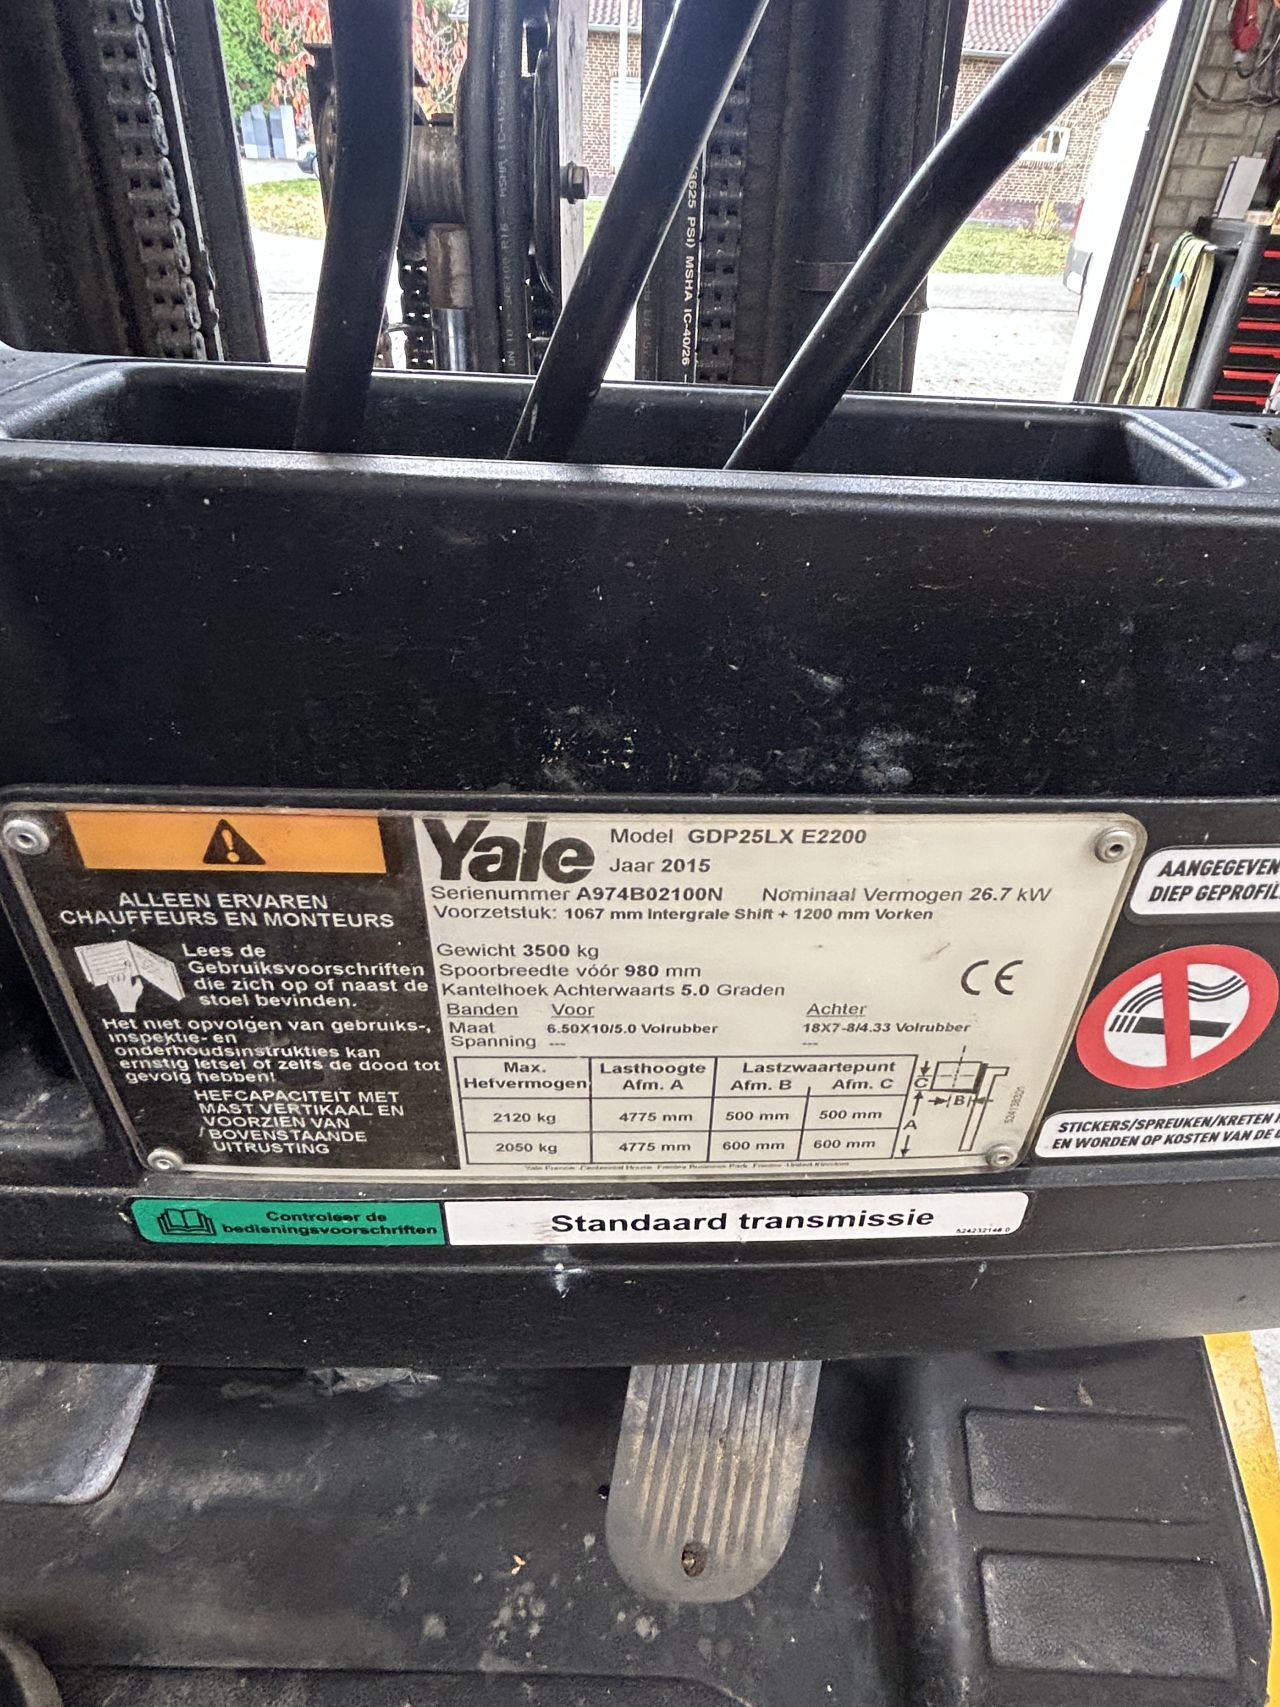 3625 PSI) MSHA IC-40/26
Yale
Model GDP25LX E2200
Jaar 2015
Serienummer A974B02100N Nominaal Vermogen 26.7 kW
Voorzetstuk: 1067 mm Intergrale Shift + 1200 mm Vorken
Gewicht 3500 kg
Spoorbreedte vóór 980 mm
Kantelhoek Achterwaarts 5.0 Graden
CE
Banden Voor Achter
Maat 6.50X10/5.0 Volrubber 18X7-8/4.33 Volrubber
Spanning --- ---
Max. Lasthoogte Lastzwaartepunt
Hefvermogen Afm. A Afm. B Afm. C
2120 kg 4775 mm 500 mm 500 mm
2050 kg 4775 mm 600 mm 600 mm
C
B
A
ALLEEN ERVAREN
CHAUFFEURS EN MONTEURS
Lees de
Gebruiksvoorschriften
die zich op of naast de
stoel bevinden.
Het niet opvolgen van gebruiks-,
inspektie- en
onderhoudsinstrukties kan
ernstig letsel of zelfs de dood tot
gevolg hebben!
HEFCAPACITEIT MET
MAST VERTIKAAL EN
VOORZIEN VAN
BOVENSTAANDE
UITRUSTING
Controleer de
bedieningsvoorschriften
Standaard transmissie
AANGEGEVEN
DIEP GEPROFIL
STICKERS/SPREUKEN/KRETEN
EN WORDEN OP KOSTEN VAN DE